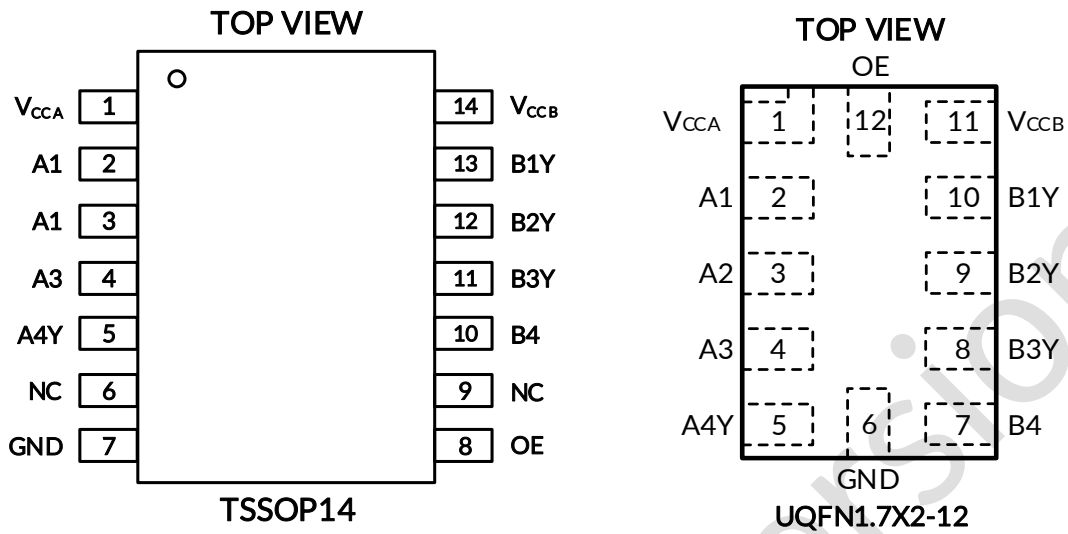 TOP VIEW
VCCA 1 14 VCCB
A1 2 13 B1Y
A1 3 12 B2Y
A3 4 11 B3Y
A4Y 5 10 B4
NC 6 9 NC
GND 7 8 OE
TSSOP14
TOP VIEW
OE
VCCA 1 12 11 VCCB
A1 2 10 B1Y
A2 3 9 B2Y
A3 4 8 B3Y
A4Y 5 6 7 B4
GND
UQFN1.7X2-12